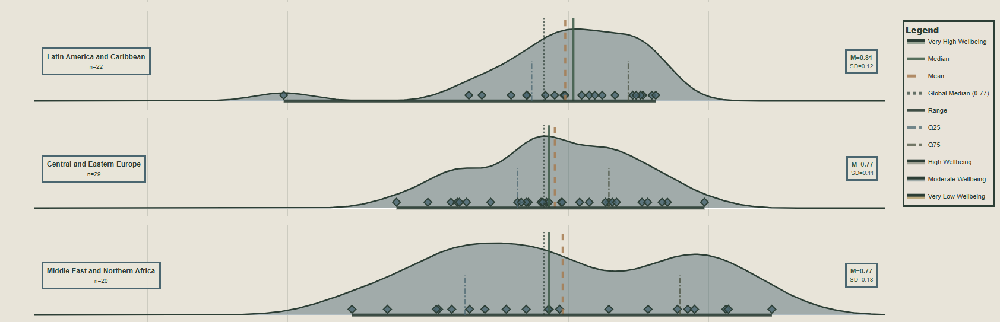 Latin America and Caribbean
n=22
M=0.81
SD=0.12
Central and Eastern Europe
n=29
M=0.77
SD=0.11
Middle East and Northern Africa
n=20
M=0.77
SD=0.18
Legend
Very High Wellbeing
Median
Mean
Global Median (0.77)
Range
Q25
Q75
High Wellbeing
Moderate Wellbeing
Very Low Wellbeing